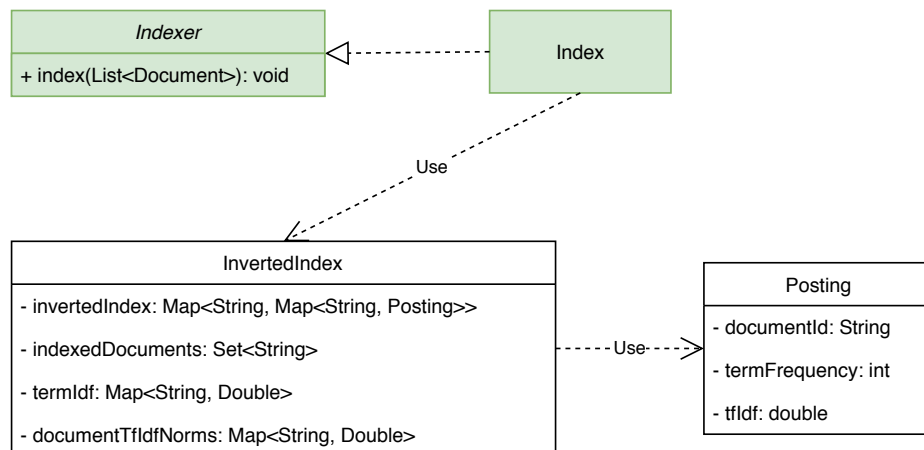 Indexer
+ index(List<Document>): void
Index
Use
InvertedIndex
- invertedIndex: Map<String, Map<String, Posting>>
- indexedDocuments: Set<String>
- termIdf: Map<String, Double>
- documentTfIdfNorms: Map<String, Double>
Use
Posting
- documentId: String
- termFrequency: int
- tfIdf: double